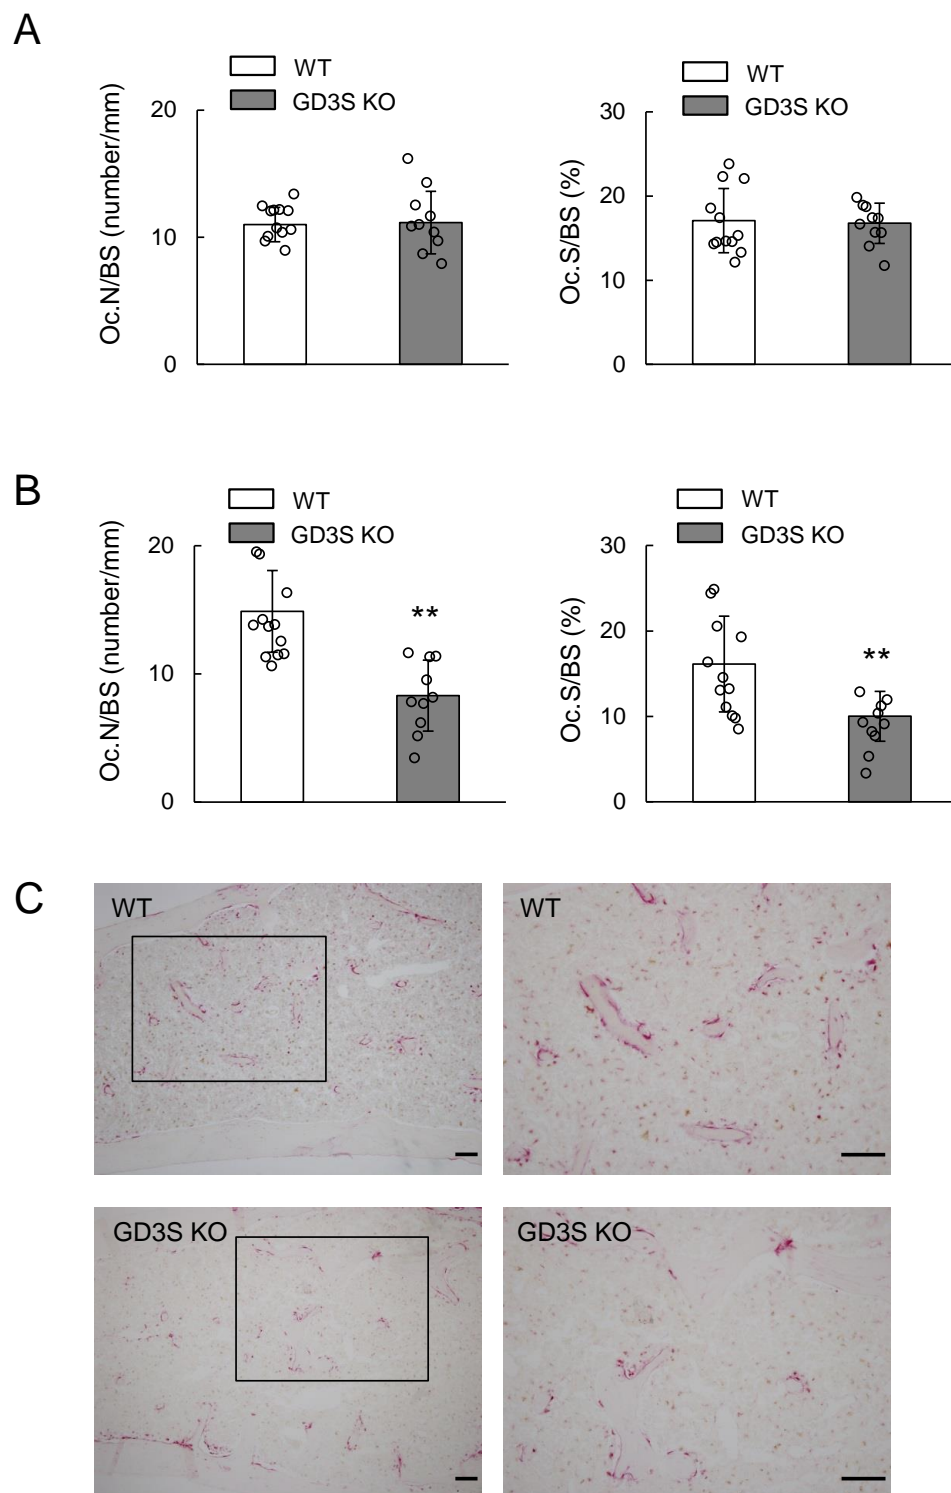 A
WT
GD3S KO
Oc.N/BS (number/mm)
20
10
0
WT
GD3S KO
Oc.S/BS (%)
30
20
10
0
B
WT
GD3S KO
Oc.N/BS (number/mm)
20
10
0
**
WT
GD3S KO
Oc.S/BS (%)
30
20
10
0
**
C
WT
WT
GD3S KO
GD3S KO